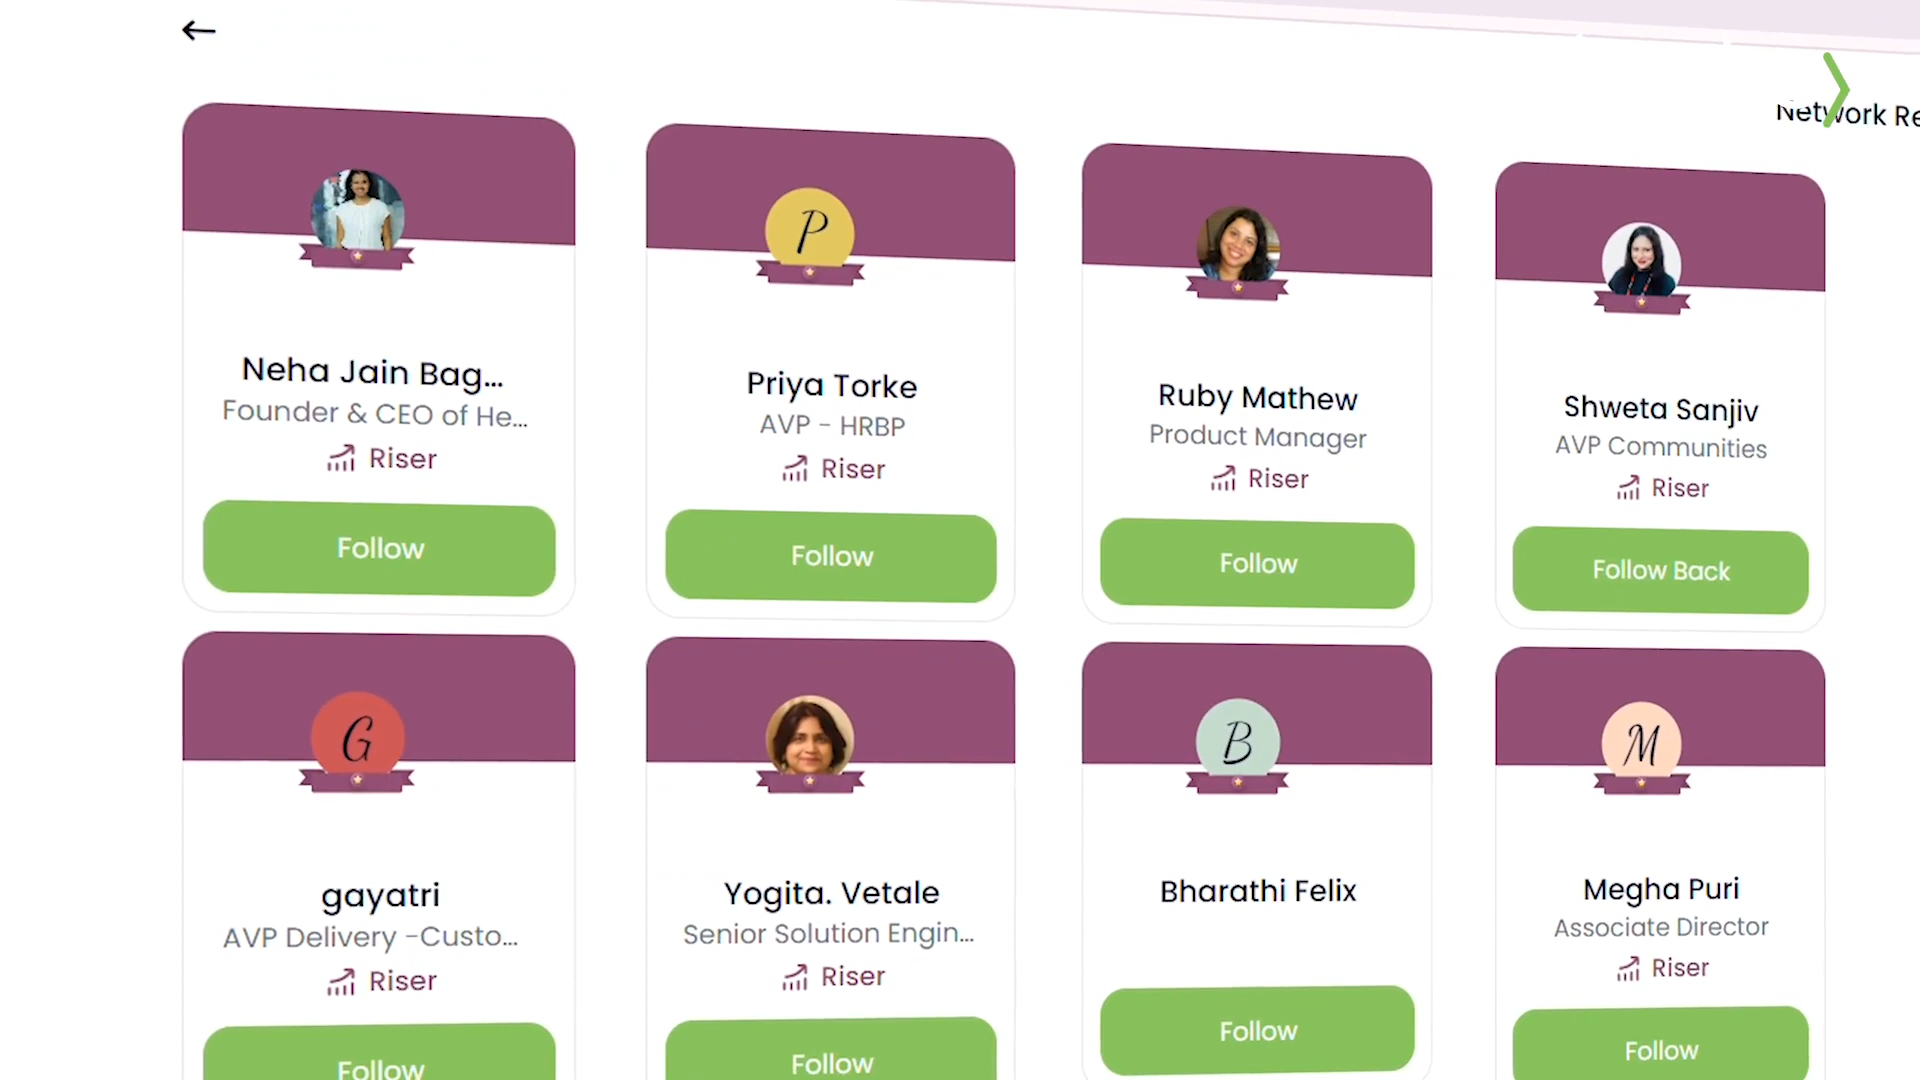 Network Re
P
Neha Jain Bag...
Founder & CEO of He...
Riser
Follow
Priya Torke
AVP - HRBP
Riser
Follow
Ruby Mathew
Product Manager
Riser
Follow
Shweta Sanjiv
AVP Communities
Riser
Follow Back
G
gayatri
AVP Delivery -Custo...
Riser
Follow
Yogita. Vetale
Senior Solution Engin...
Riser
Follow
B
Bharathi Felix
Follow
M
Megha Puri
Associate Director
Riser
Follow